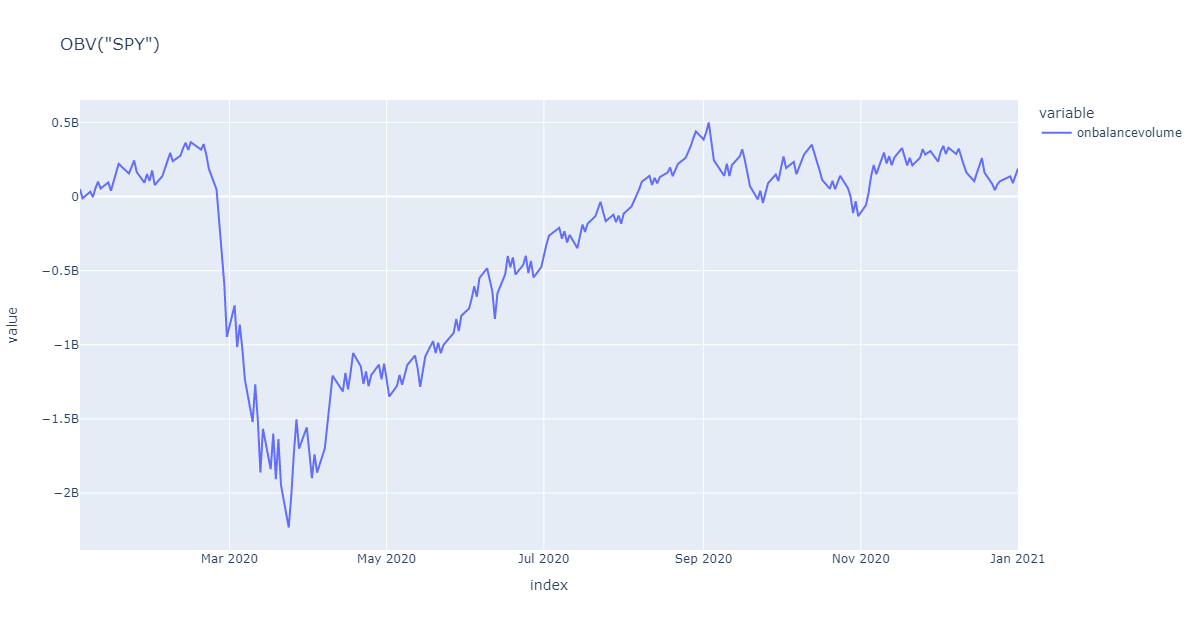 OBV("SPY")
variable
onbalancevolume
0.5B
0
−0.5B
−1B
−1.5B
−2B
value
Mar 2020
May 2020
Jul 2020
Sep 2020
Nov 2020
Jan 2021
index